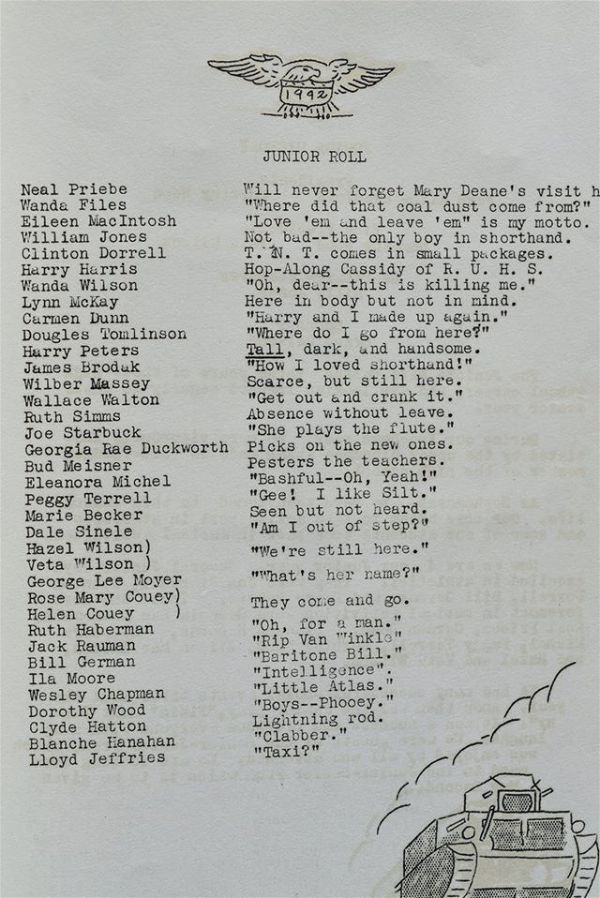 1942
JUNIOR ROLL
Neal Priebe Will never forget Mary Deane's visit h
Wanda Files "Where did that coal dust come from?"
Eileen MacIntosh "Love 'em and leave 'em" is my motto.
William Jones Not bad--the only boy in shorthand.
Clinton Dorrell T. N. T. comes in small packages.
Harry Harris Hop-Along Cassidy of R. U. H. S.
Wanda Wilson "Oh, dear--this is killing me."
Lynn McKay Here in body but not in mind.
Carmen Dunn "Harry and I made up again."
Dougles Tomlinson "Where do I go from here?"
Harry Peters Tall, dark, and handsome.
James Brodak "How I loved shorthand!"
Wilber Massey Scarce, but still here.
Wallace Walton "Get out and crank it."
Ruth Simms Absence without leave.
Joe Starbuck "She plays the flute."
Georgia Rae Duckworth Picks on the new ones.
Bud Meisner Pesters the teachers.
Eleanora Michel "Bashful--Oh, Yeah!"
Peggy Terrell "Gee! I like Silt."
Marie Becker Seen but not heard.
Dale Sinele "Am I out of step?"
Hazel Wilson) "We're still here."
Veta Wilson )
George Lee Moyer "What's her name?"
Rose Mary Couey) They come and go.
Helen Couey )
Ruth Haberman "Oh, for a man."
Jack Rauman "Rip Van Winkle"
Bill German "Baritone Bill."
Ila Moore "Intelligence".
Wesley Chapman "Little Atlas."
Dorothy Wood "Boys--Phooey."
Clyde Hatton Lightning rod.
Blanche Hanahan "Clabber."
Lloyd Jeffries "Taxi?"